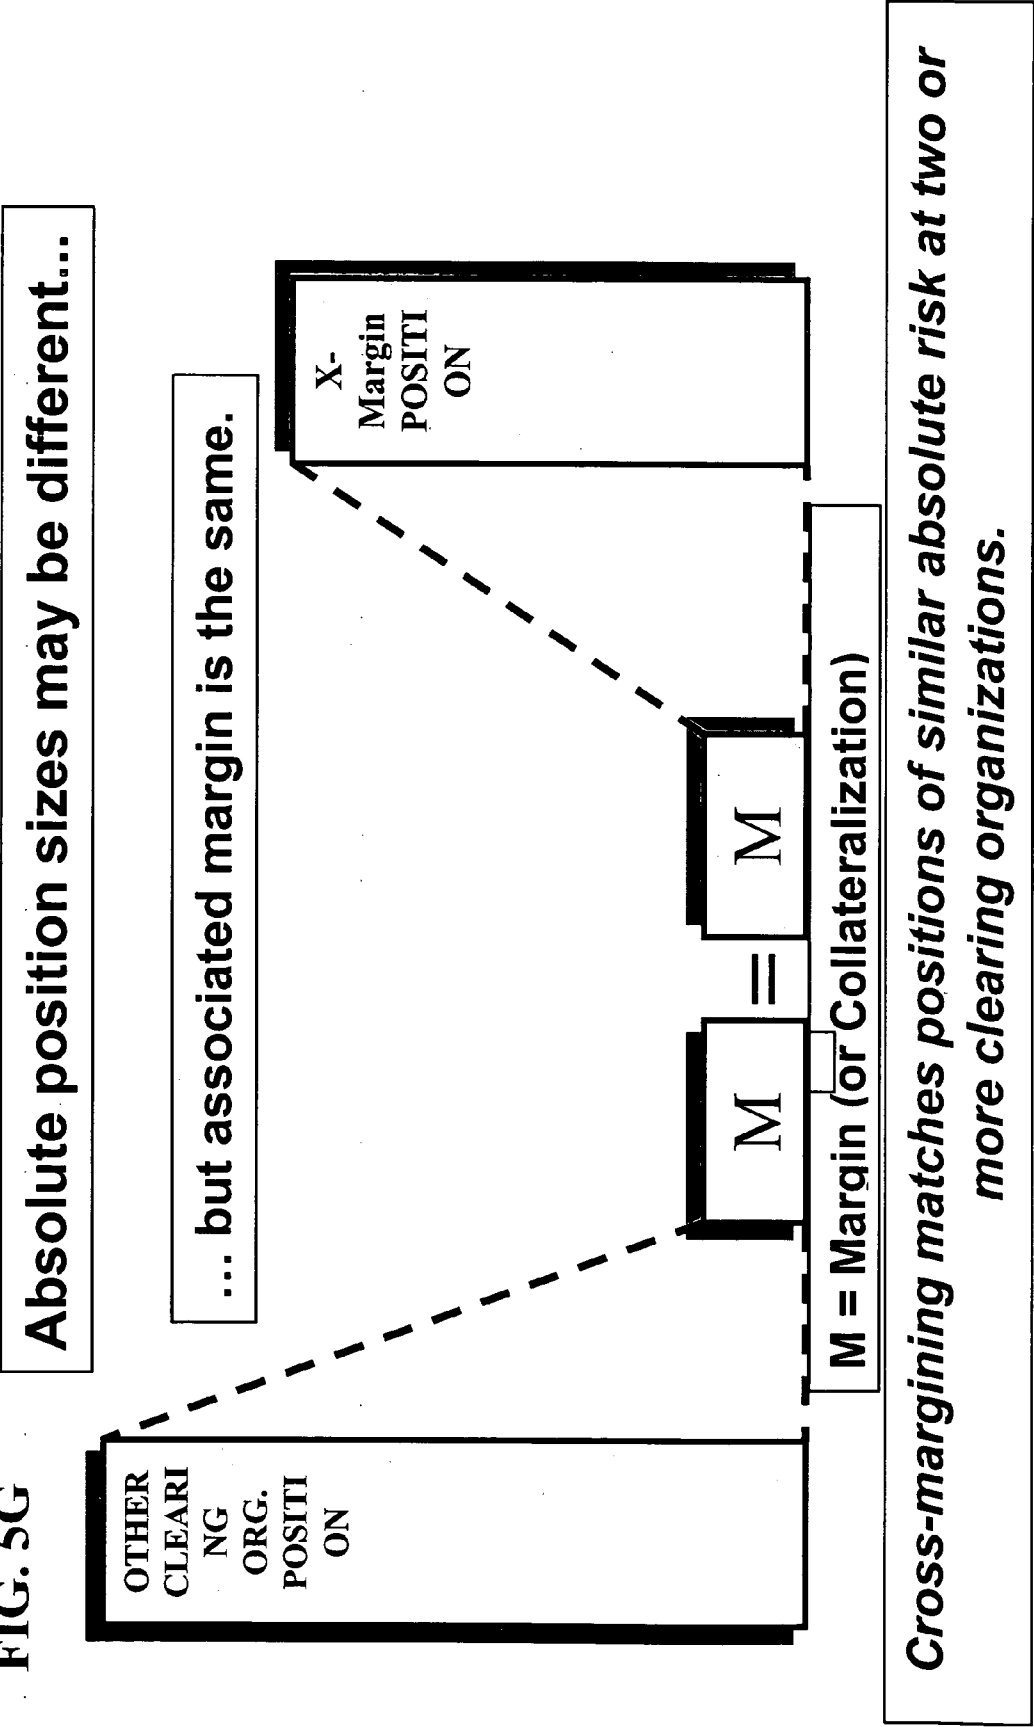 FIG. 5G
Absolute position sizes may be different...
... but associated margin is the same.
OTHER
CLEARI
NG
ORG.
POSITI
ON
X-
Margin
POSITI
ON
M
=
M
M = Margin (or Collateralization)
Cross-margining matches positions of similar absolute risk at two or
more clearing organizations.